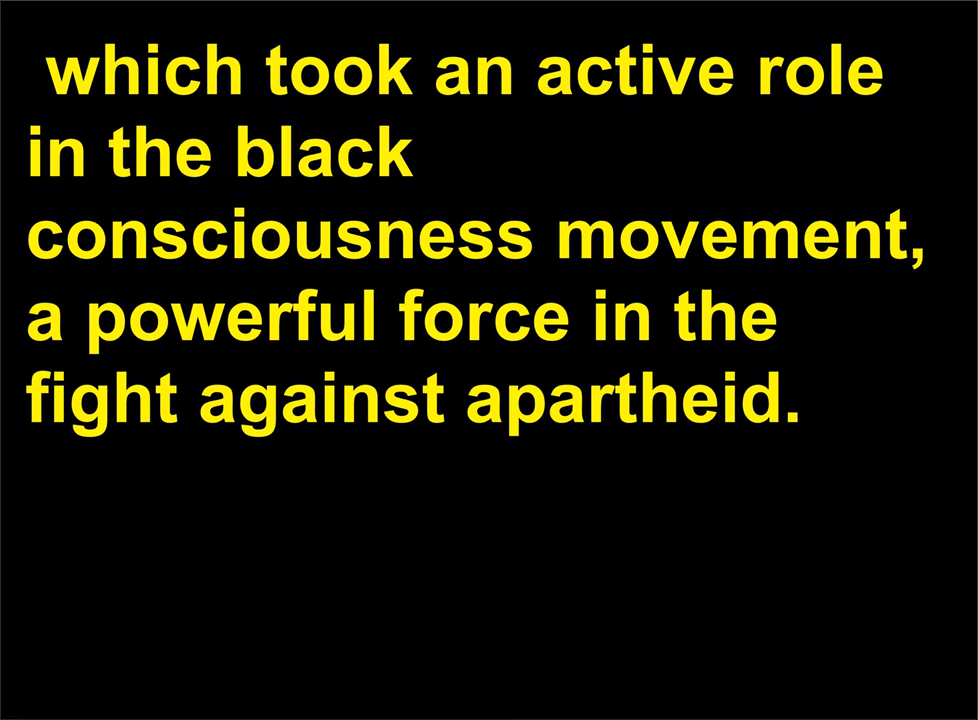 which took an active role
in the black
consciousness movement,
a powerful force in the
fight against apartheid.